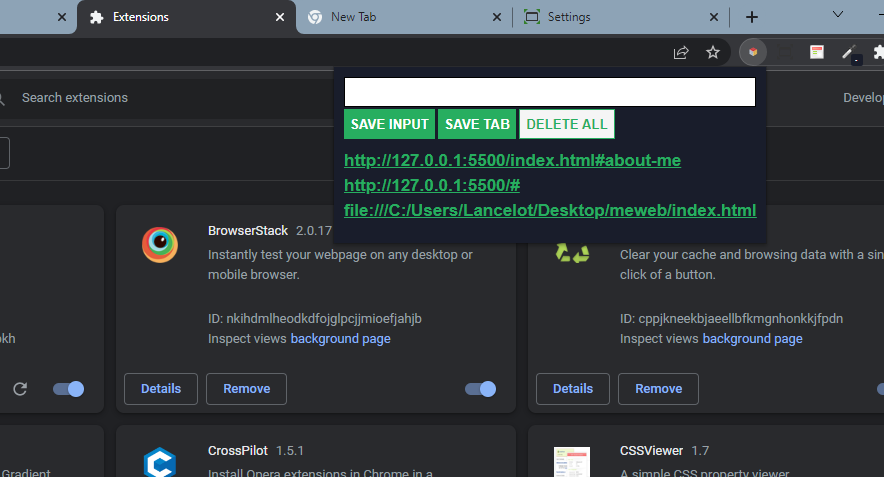 Extensions
New Tab
Settings
Search extensions
Develop
SAVE INPUT
SAVE TAB
DELETE ALL
http://127.0.0.1:5500/index.html#about-me
http://127.0.0.1:5500/#
file:///C:/Users/Lancelot/Desktop/meweb/index.html
BrowserStack 2.0.17
Instantly test your webpage on any desktop or
mobile browser.
ID: nkihdmlheodkdfojglpcjjmioefjahjb
Inspect views background page
Details
Remove
Clear your cache and browsing data with a sin
click of a button.
ID: cppjkneekbjaeellbfkmgnhonkkjfpdn
Inspect views background page
Details
Remove
okh
CrossPilot 1.5.1
Install Opera extensions in Chrome in a
CSSViewer 1.7
A simple CSS property viewer.
Gradient